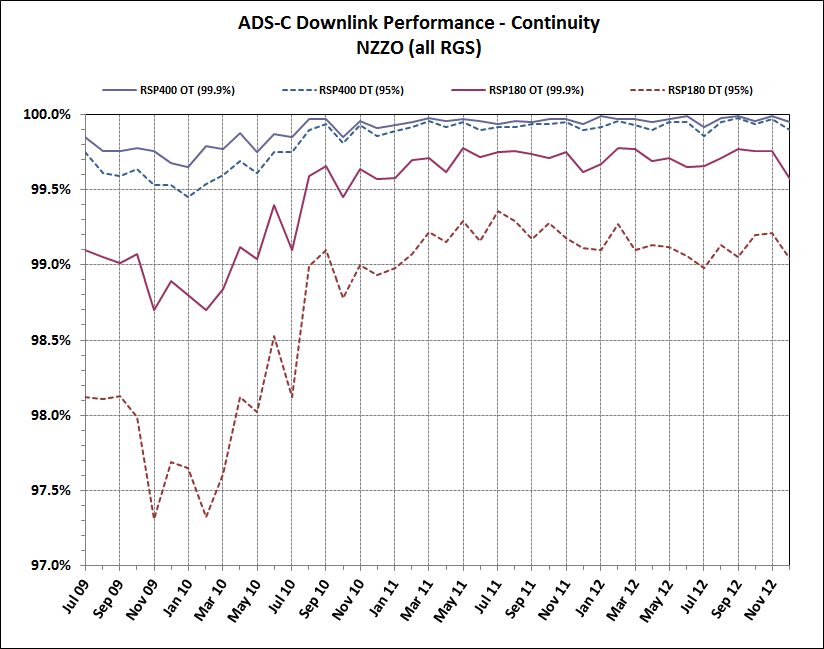 ADS-C Downlink Performance - Continuity
NZZO (all RGS)
RSP400 OT (99.9%) RSP400 DT (95%) RSP180 OT (99.9%) RSP180 DT (95%)
100.0%
99.5%
99.0%
98.5%
98.0%
97.5%
97.0%
Jul 09 Sep 09 Nov 09 Jan 10 Mar 10 May 10 Jul 10 Sep 10 Nov 10 Jan 11 Mar 11 May 11 Jul 11 Sep 11 Nov 11 Jan 12 Mar 12 May 12 Jul 12 Sep 12 Nov 12